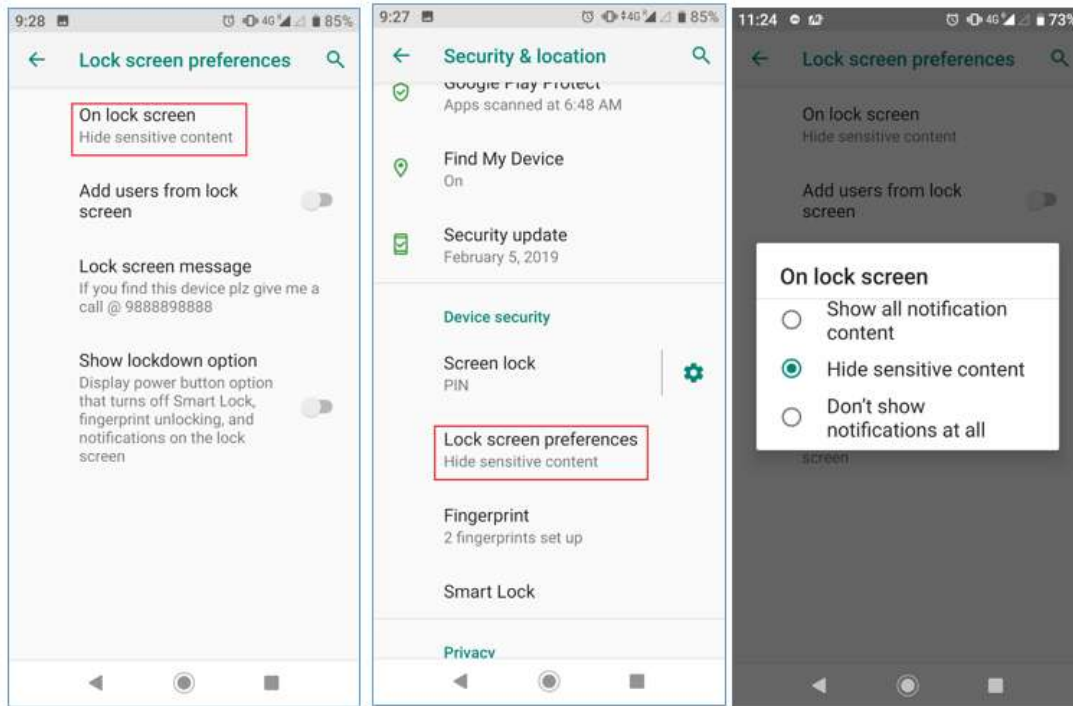 9:28 4G 85%
Lock screen preferences
On lock screen
Hide sensitive content
Add users from lock
screen
Lock screen message
If you find this device plz give me a
call @ 9888898888
Show lockdown option
Display power button option
that turns off Smart Lock,
fingerprint unlocking, and
notifications on the lock
screen
9:27 4G 85%
Security & location
Google Play Protect
Apps scanned at 6:48 AM
Find My Device
On
Security update
February 5, 2019
Device security
Screen lock
PIN
Lock screen preferences
Hide sensitive content
Fingerprint
2 fingerprints set up
Smart Lock
Privacy
11:24 4G 73%
Lock screen preferences
On lock screen
Hide sensitive content
Add users from lock
screen
On lock screen
Show all notification
content
Hide sensitive content
Don't show
notifications at all
screen